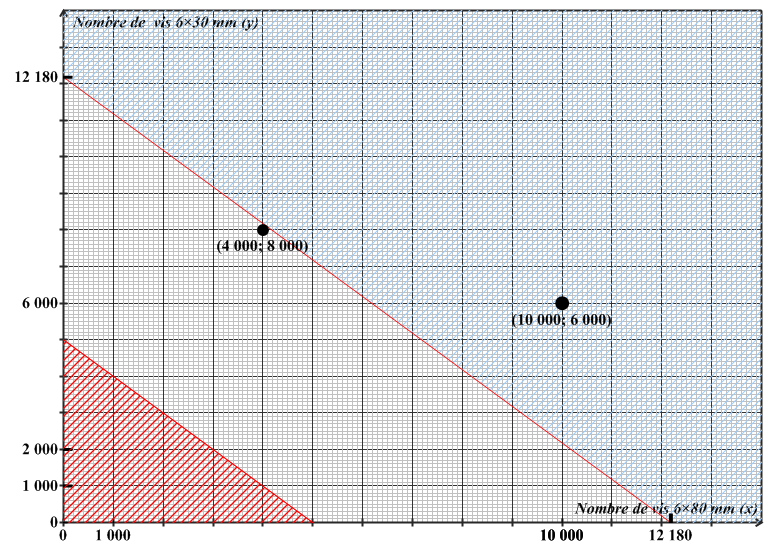 Nombre de vis 6×30 mm (y)
12 180
(4 000; 8 000)
6 000
(10 000; 6 000)
2 000
1 000
0
Nombre de vis 6×80 mm (x)
0 1 000 10 000 12 180